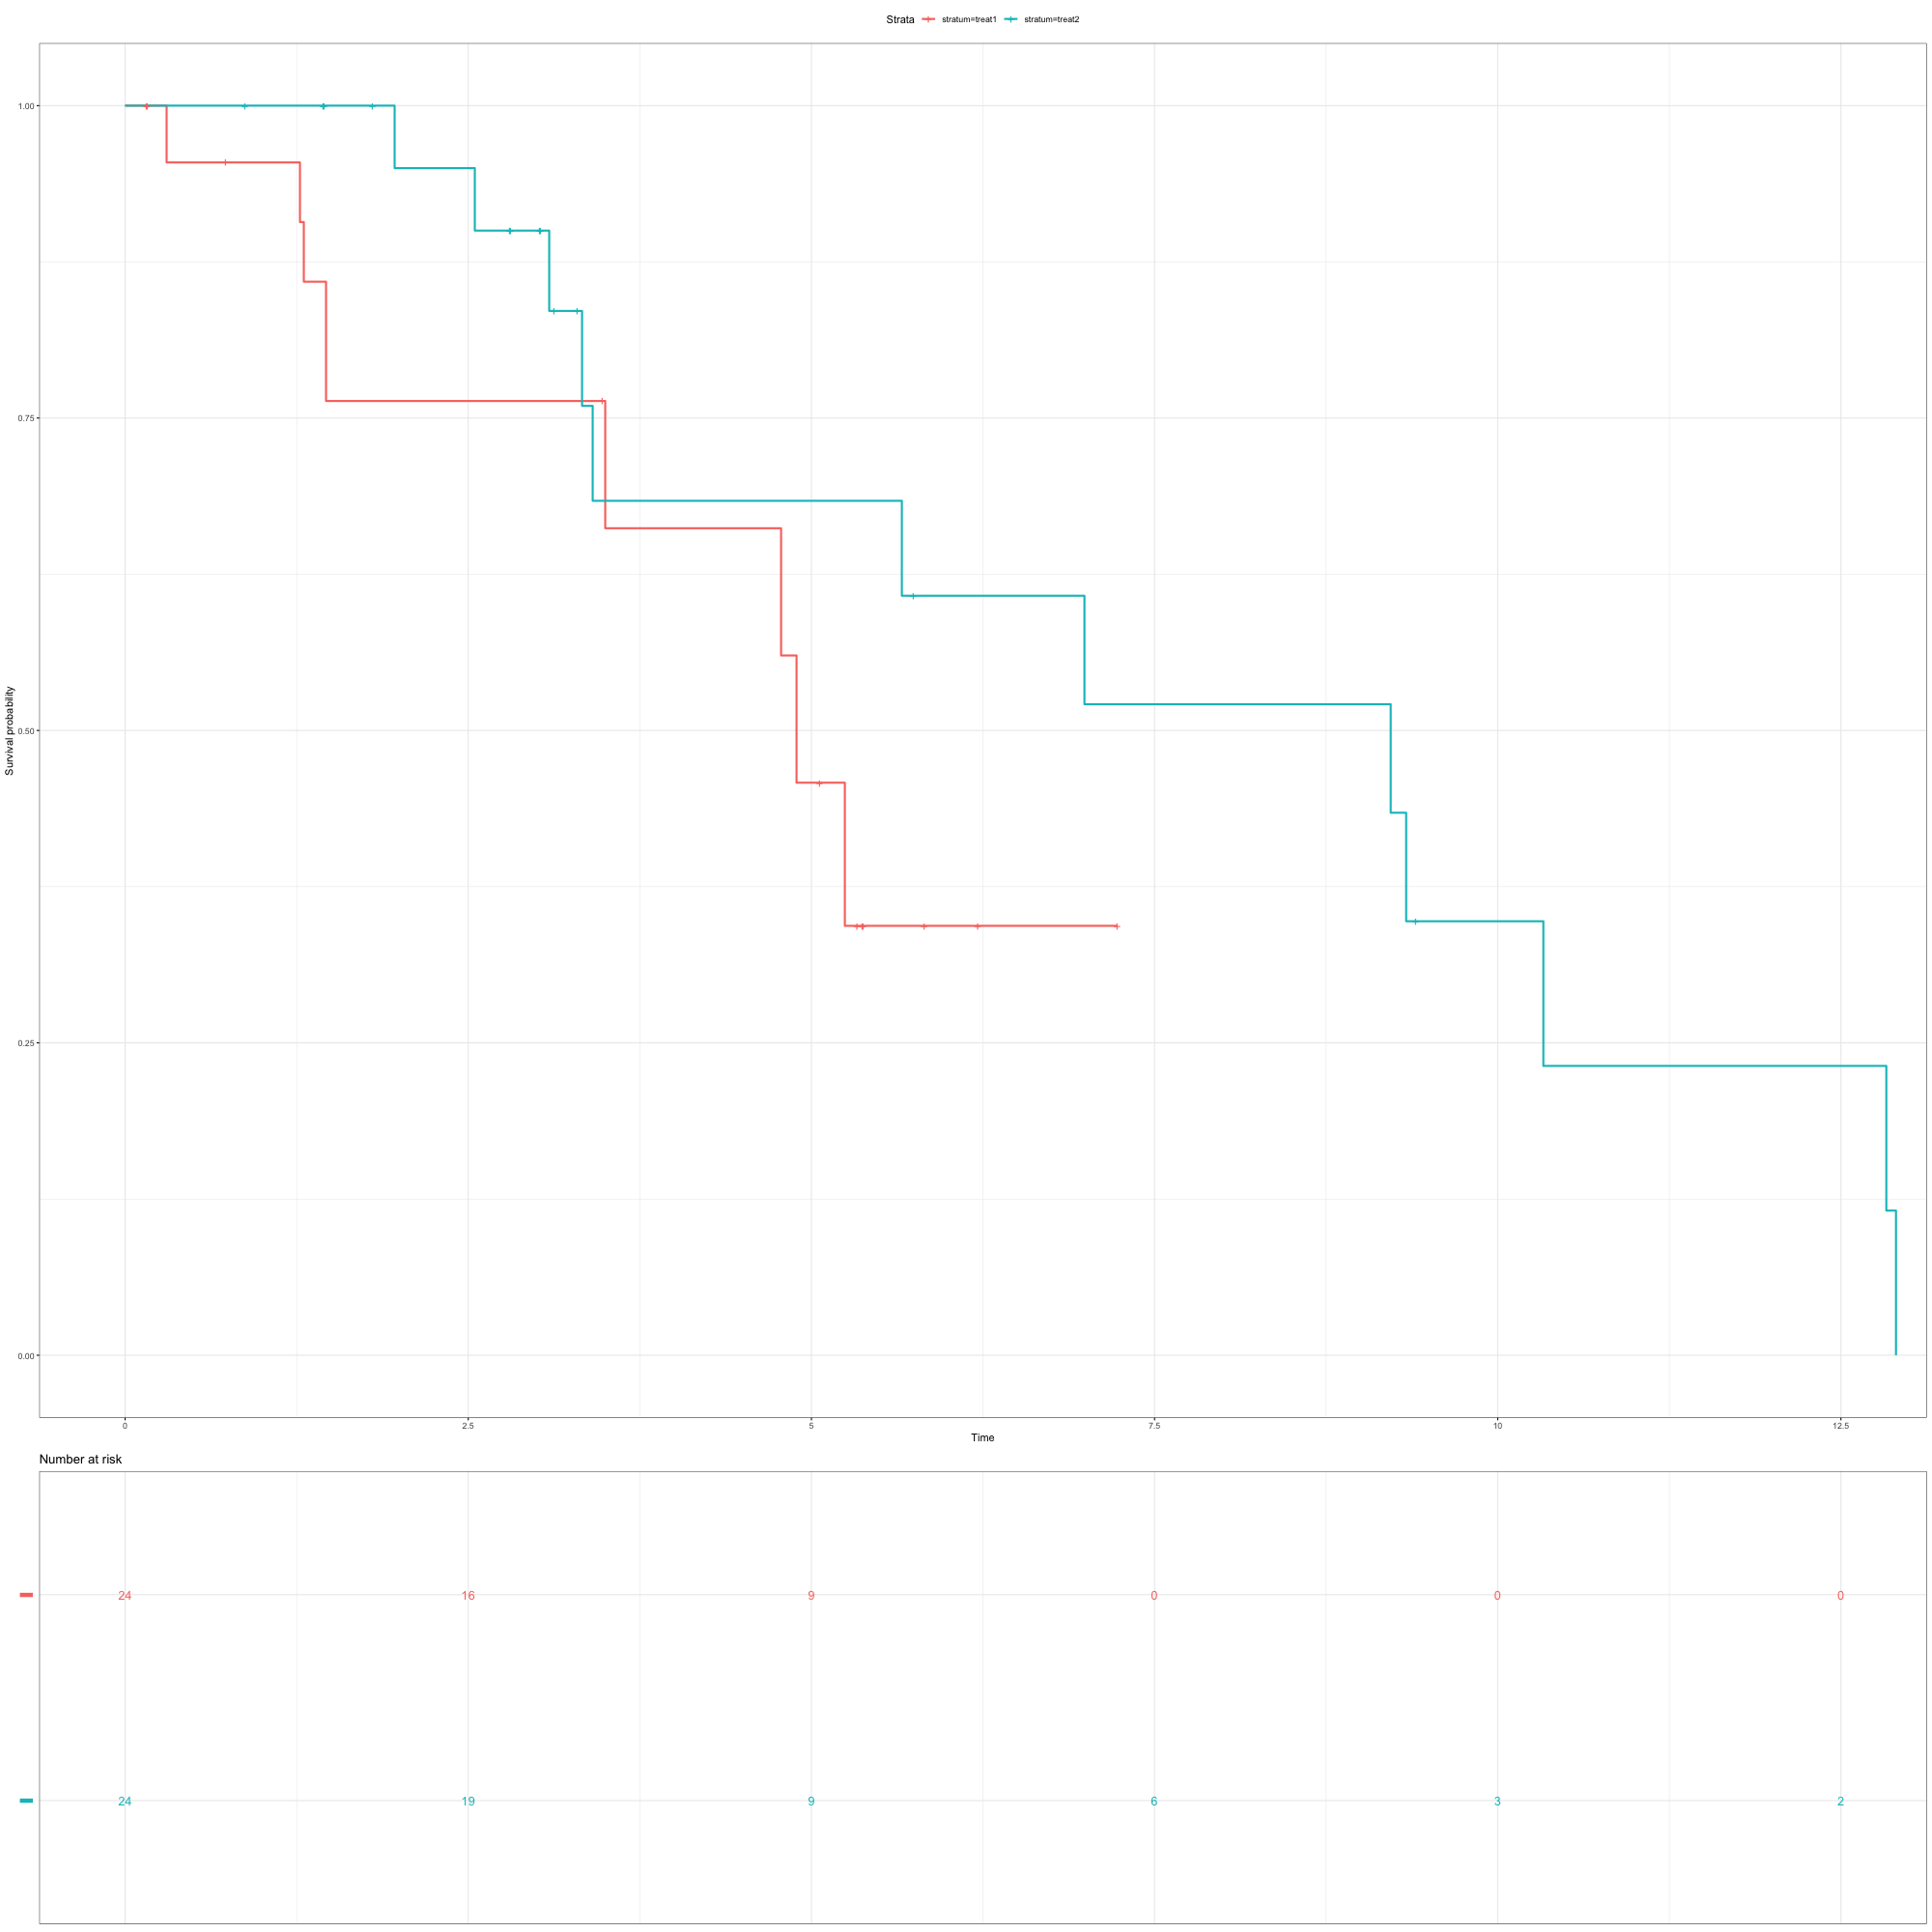 Strata stratum=treat1 stratum=treat2
1.00
0.75
0.50
0.25
0.00
Survival probability
0 2.5 5 7.5 10 12.5
Time
Number at risk
24 16 9 0 0 0
24 19 9 6 3 2